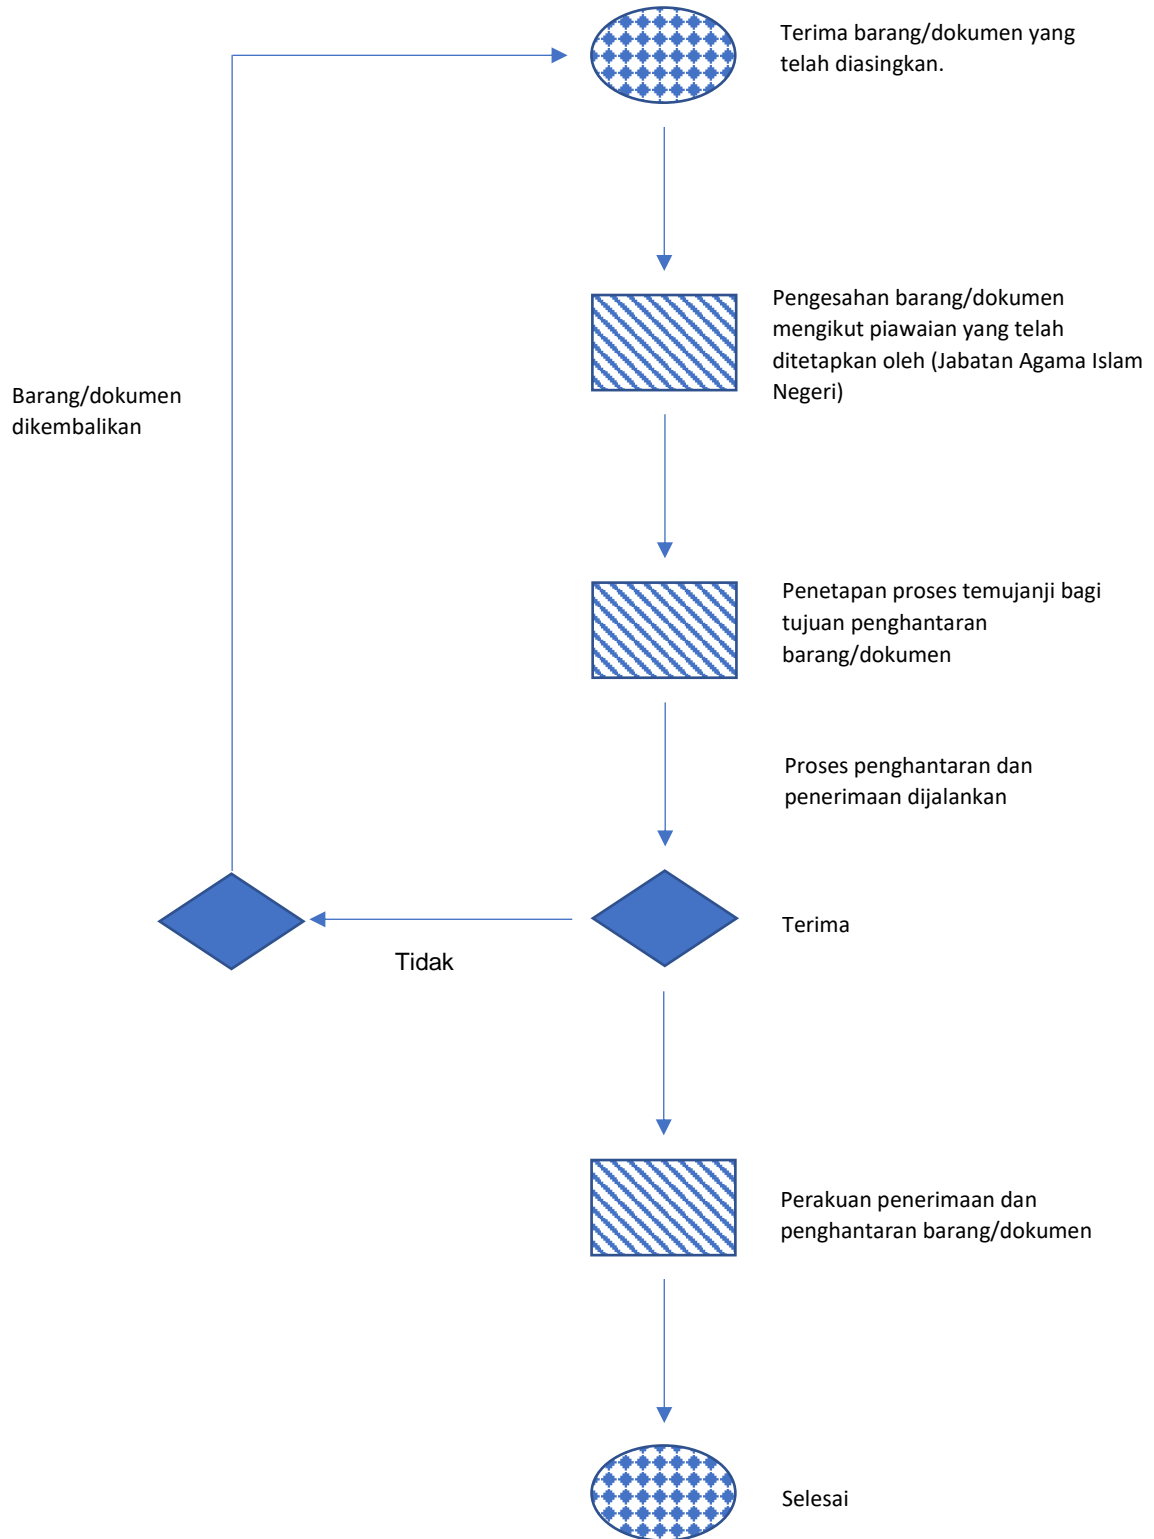 Terima barang/dokumen yang
telah diasingkan.
Pengesahan barang/dokumen
mengikut piawaian yang telah
ditetapkan oleh (Jabatan Agama Islam
Negeri)
Barang/dokumen
dikembalikan
Penetapan proses temujanji bagi
tujuan penghantaran
barang/dokumen
Proses penghantaran dan
penerimaan dijalankan
Terima
Tidak
Perakuan penerimaan dan
penghantaran barang/dokumen
Selesai